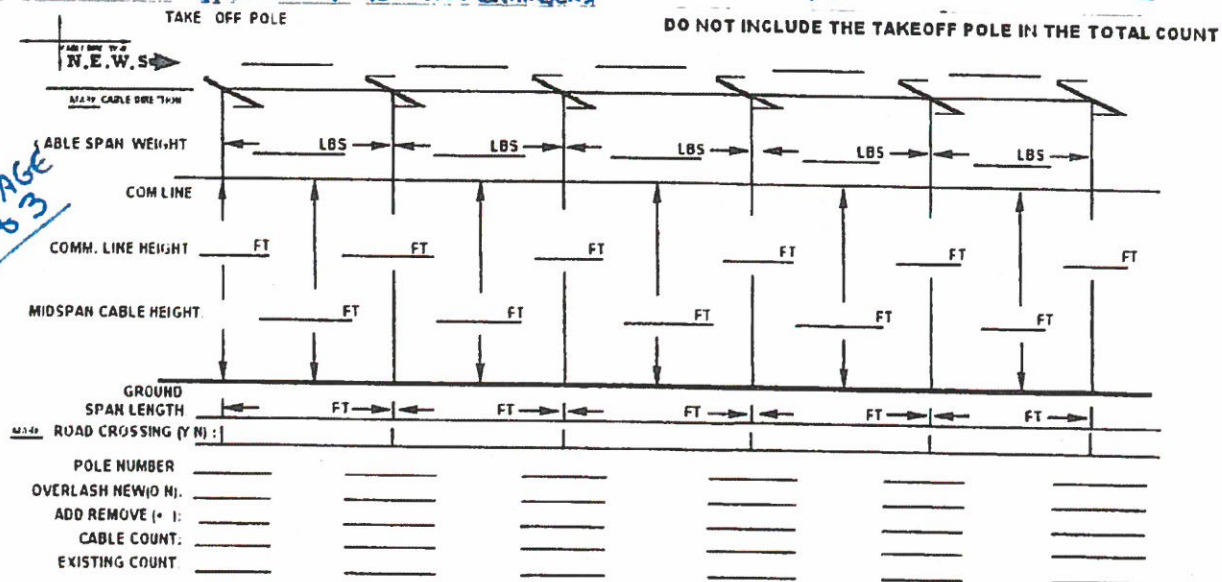 TAKE OFF POLE
DO NOT INCLUDE THE TAKEOFF POLE IN THE TOTAL COUNT
N.E.W.S
CABLE DIRECTION
ABLE SPAN WEIGHT LBS LBS LBS LBS LBS
COM LINE
COMM. LINE HEIGHT FT FT FT FT FT FT
MIDSPAN CABLE HEIGHT. FT FT FT FT FT
GROUND
SPAN LENGTH FT FT FT FT FT
ROAD CROSSING (Y N) :
POLE NUMBER
OVERLASH NEW(O N).
ADD REMOVE (+ ):
CABLE COUNT:
EXISTING COUNT